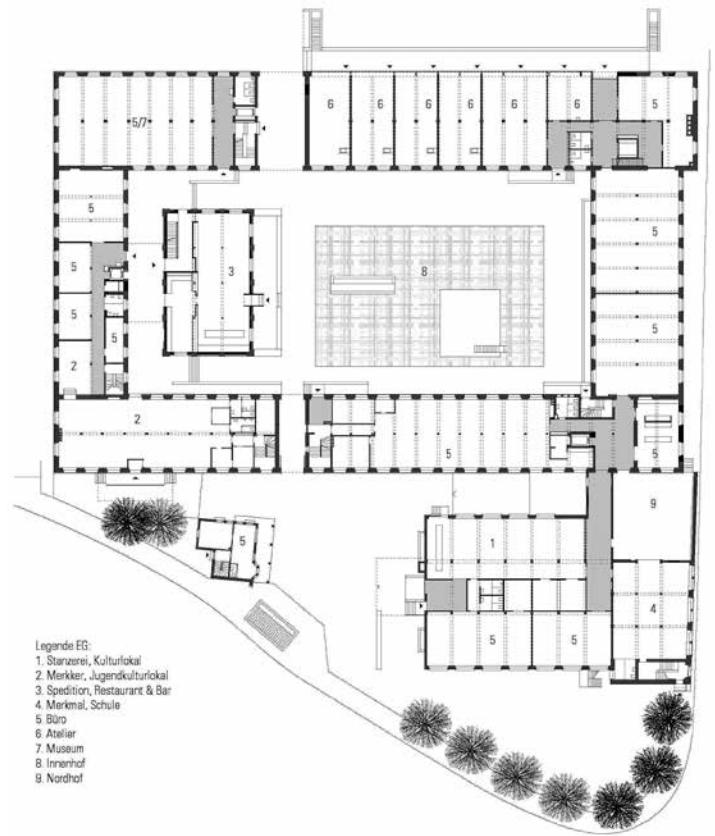 6
6
6
6
6
6
5
5/7
5
5
3
8
5
5
5
5
5
2
2
5
5
9
1
5
4
5
5
Legende EG:
1. Stanzerei, Kulturlokal
2. Merkker, Jugendkulturlokal
3. Spedition, Restaurant & Bar
4. Merkmal, Schule
5. Büro
6. Atelier
7. Museum
8. Innenhof
9. Nordhof